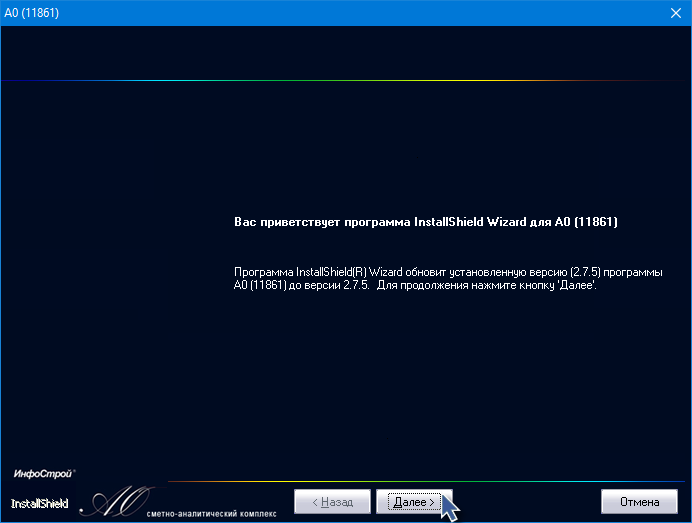 A0 (11861)
Вас приветствует программа InstallShield Wizard для A0 (11861)
Программа InstallShield(R) Wizard обновит установленную версию (2.7.5) программы
A0 (11861) до версии 2.7.5. Для продолжения нажмите кнопку 'Далее'.
ИнфоСтрой
InstallShield
A0
сметно-аналитический комплекс
< Назад
Далее >
Отмена